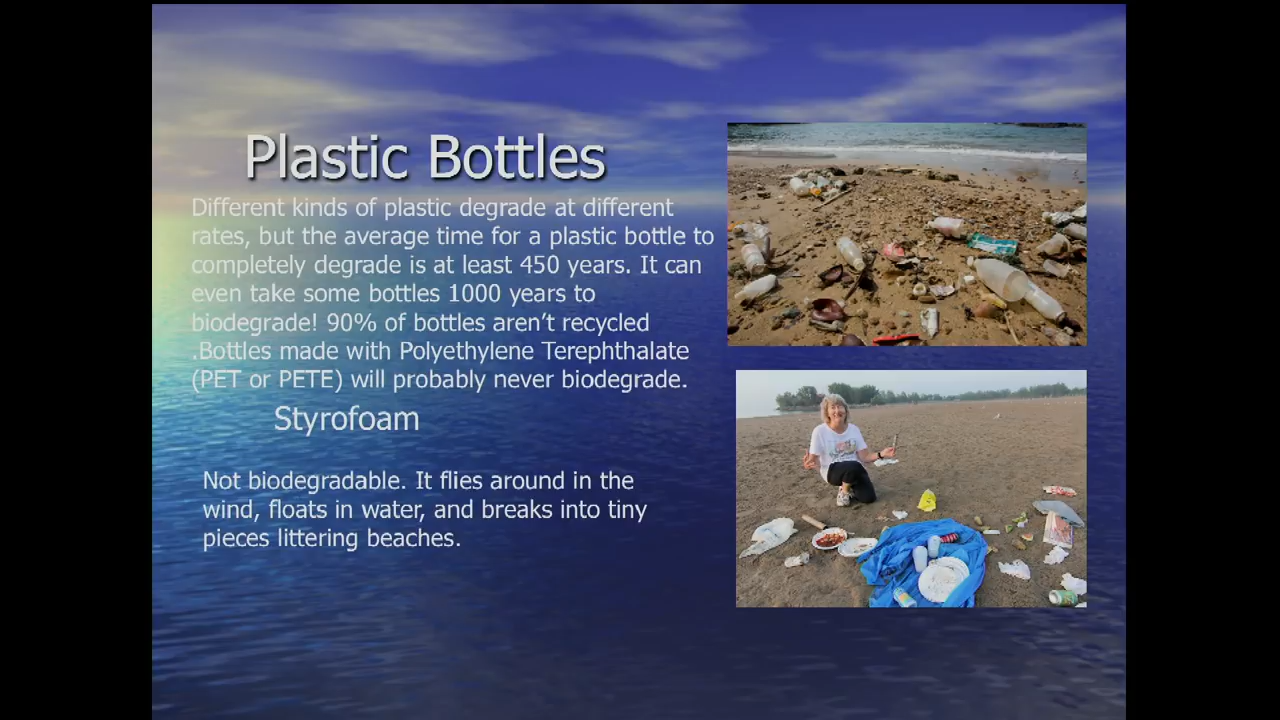 Plastic Bottles
Different kinds of plastic degrade at different
rates, but the average time for a plastic bottle to
completely degrade is at least 450 years. It can
even take some bottles 1000 years to
biodegrade! 90% of bottles aren’t recycled
.Bottles made with Polyethylene Terephthalate
(PET or PETE) will probably never biodegrade.
Styrofoam
Not biodegradable. It flies around in the
wind, floats in water, and breaks into tiny
pieces littering beaches.